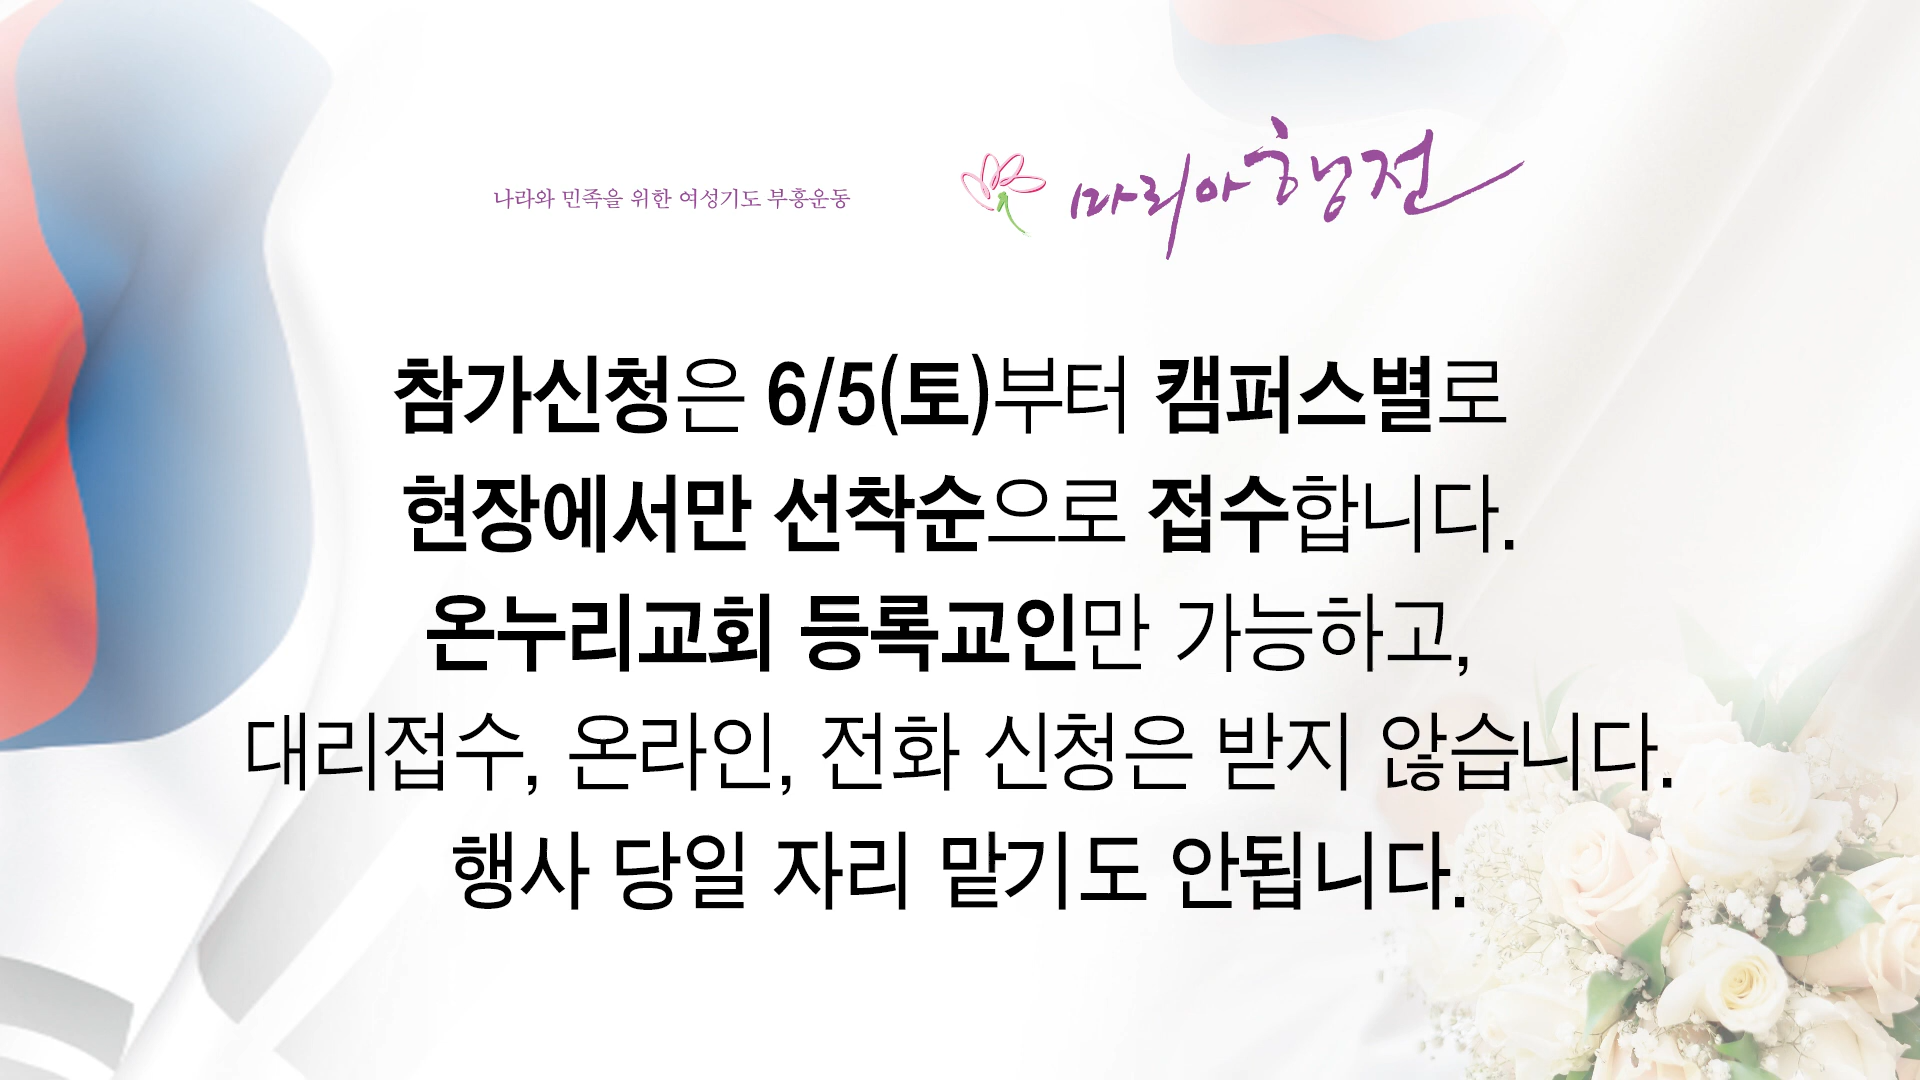 나라와 민족을 위한 여성기도 부흥운동
마리아행전
참가신청은 6/5(토)부터 캠퍼스별로
현장에서만 선착순으로 접수합니다.
온누리교회 등록교인만 가능하고,
대리접수, 온라인, 전화 신청은 받지 않습니다.
행사 당일 자리 맡기도 안됩니다.